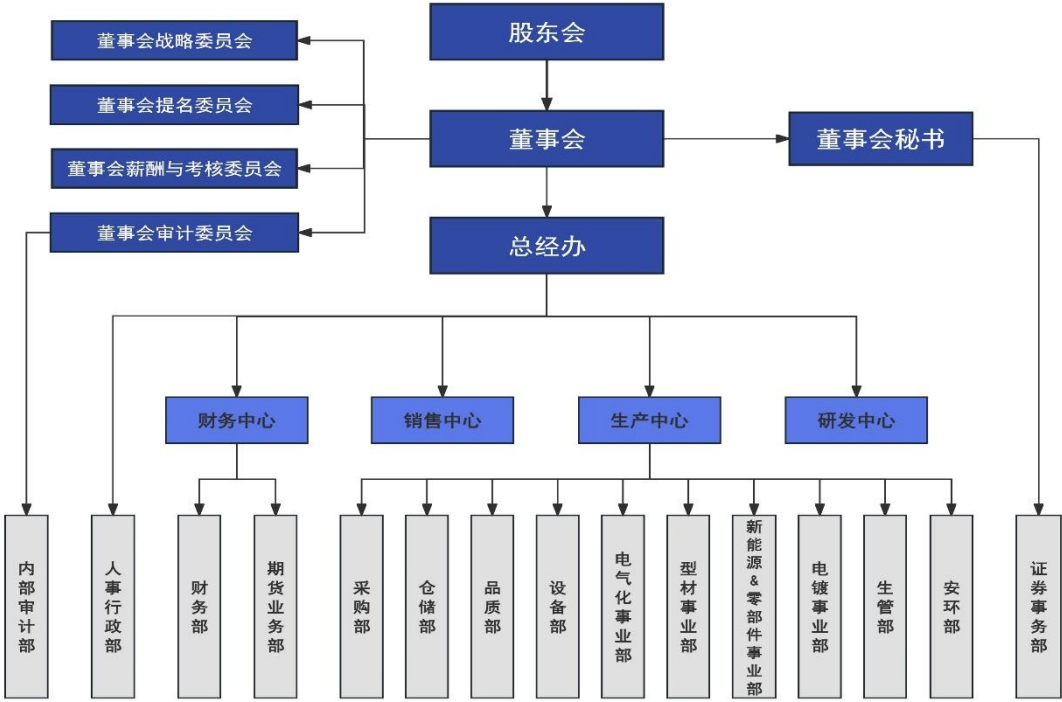 股东会
董事会战略委员会
董事会提名委员会
董事会
董事会秘书
董事会薪酬与考核委员会
董事会审计委员会
总经办
财务中心
销售中心
生产中心
研发中心
内部审计部
人事行政部
财务部
期货业务部
采购部
仓储部
品质部
设备部
电气化事业部
型材事业部
新能源&零部件事业部
电镀事业部
生管部
安环部
证券事务部